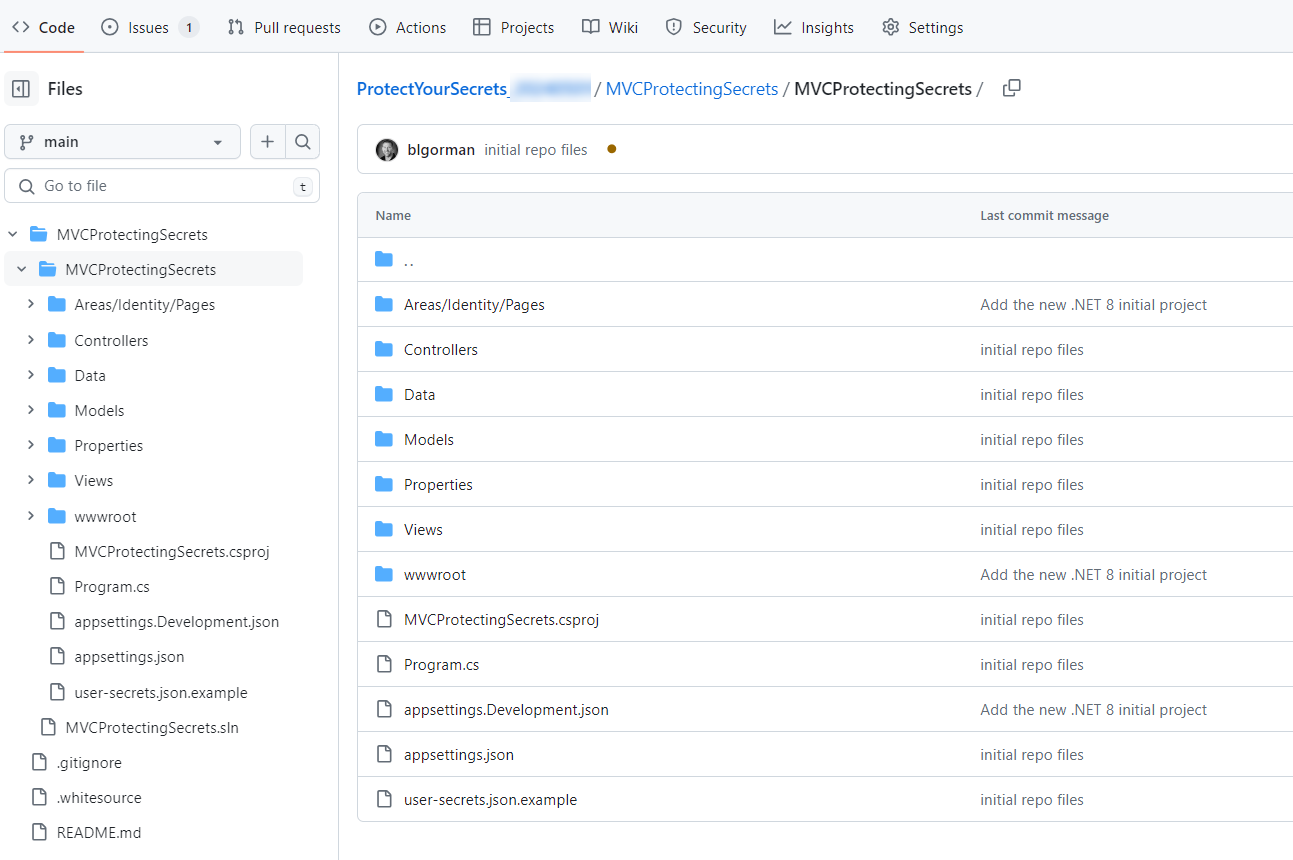 Code Issues 1 Pull requests Actions Projects Wiki Security Insights Settings
Files
main
Go to file t
MVCProtectingSecrets
MVCProtectingSecrets
Areas/Identity/Pages
Controllers
Data
Models
Properties
Views
wwwroot
MVCProtectingSecrets.csproj
Program.cs
appsettings.Development.json
appsettings.json
user-secrets.json.example
MVCProtectingSecrets.sln
.gitignore
.whitesource
README.md
ProtectYourSecrets_ / MVCProtectingSecrets / MVCProtectingSecrets /
blgorman initial repo files
Name Last commit message
..
Areas/Identity/Pages Add the new .NET 8 initial project
Controllers initial repo files
Data initial repo files
Models initial repo files
Properties initial repo files
Views initial repo files
wwwroot Add the new .NET 8 initial project
MVCProtectingSecrets.csproj initial repo files
Program.cs initial repo files
appsettings.Development.json Add the new .NET 8 initial project
appsettings.json initial repo files
user-secrets.json.example initial repo files